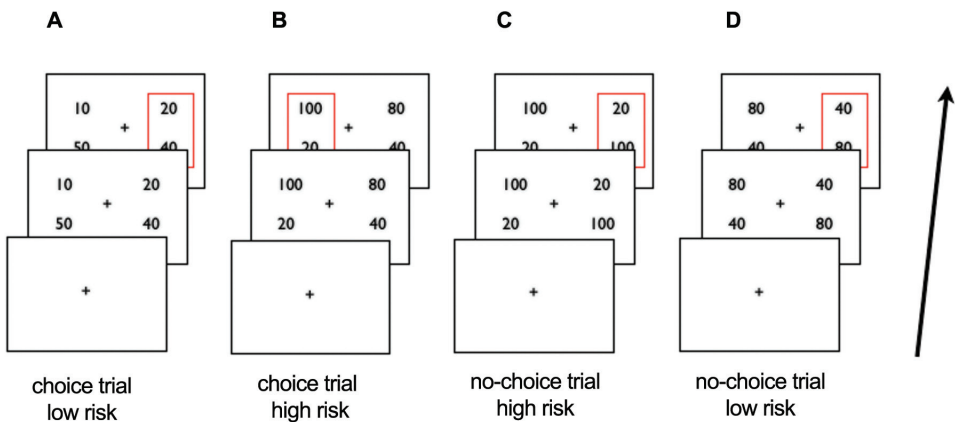 A B C D
10 20 100 80 100 20 80 40
+ + + +
50 40 20 40 20 100 40 80
10 20 100 80 100 20 80 40
+ + + +
50 40 20 40 20 100 40 80
+ + + +
choice trial choice trial no-choice trial no-choice trial
low risk high risk high risk low risk